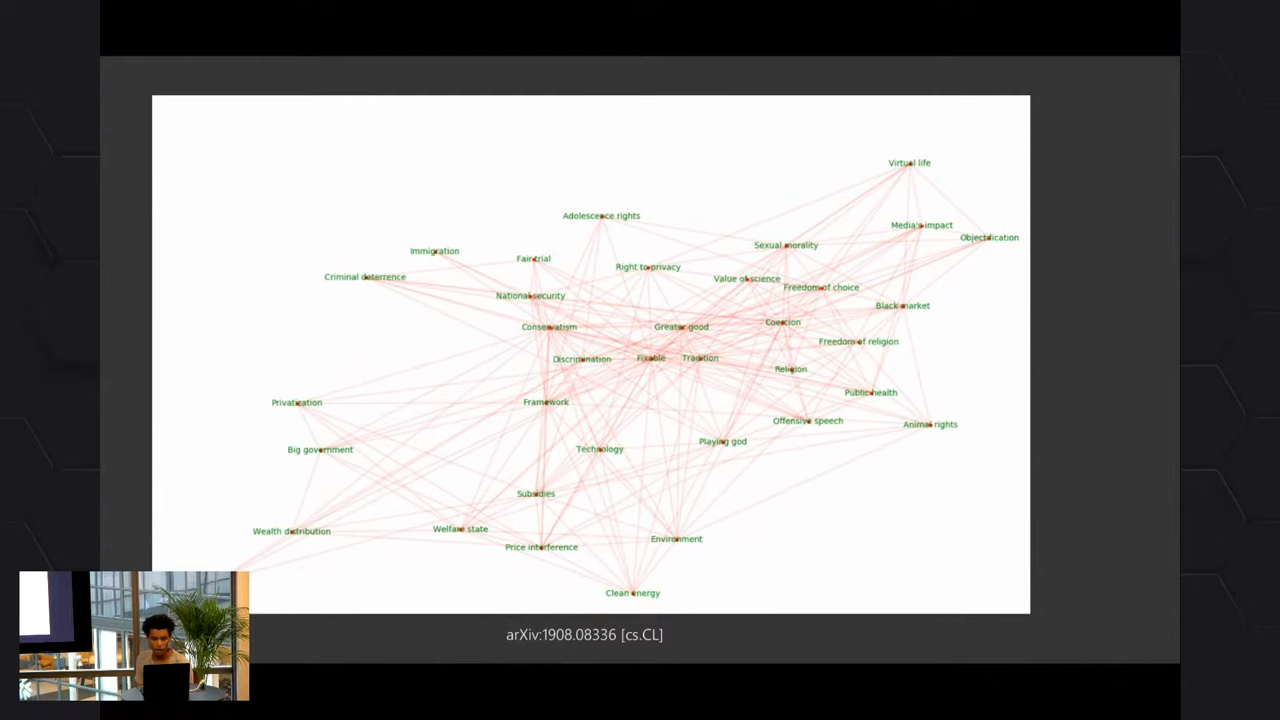 Virtual life
Adolescence rights
Media's impact
Objectification
Sexual morality
Immigration
Fair trial
Right to privacy
Criminal deterrence
Value of science
Freedom of choice
National security
Black market
Conservatism
Greater good
Coercion
Freedom of religion
Discrimination
Fixable
Tradition
Religion
Public health
Privatization
Framework
Offensive speech
Animal rights
Playing god
Big government
Technology
Subsidies
Wealth distribution
Welfare state
Environment
Price interference
Clean energy
arXiv:1908.08336 [cs.CL]